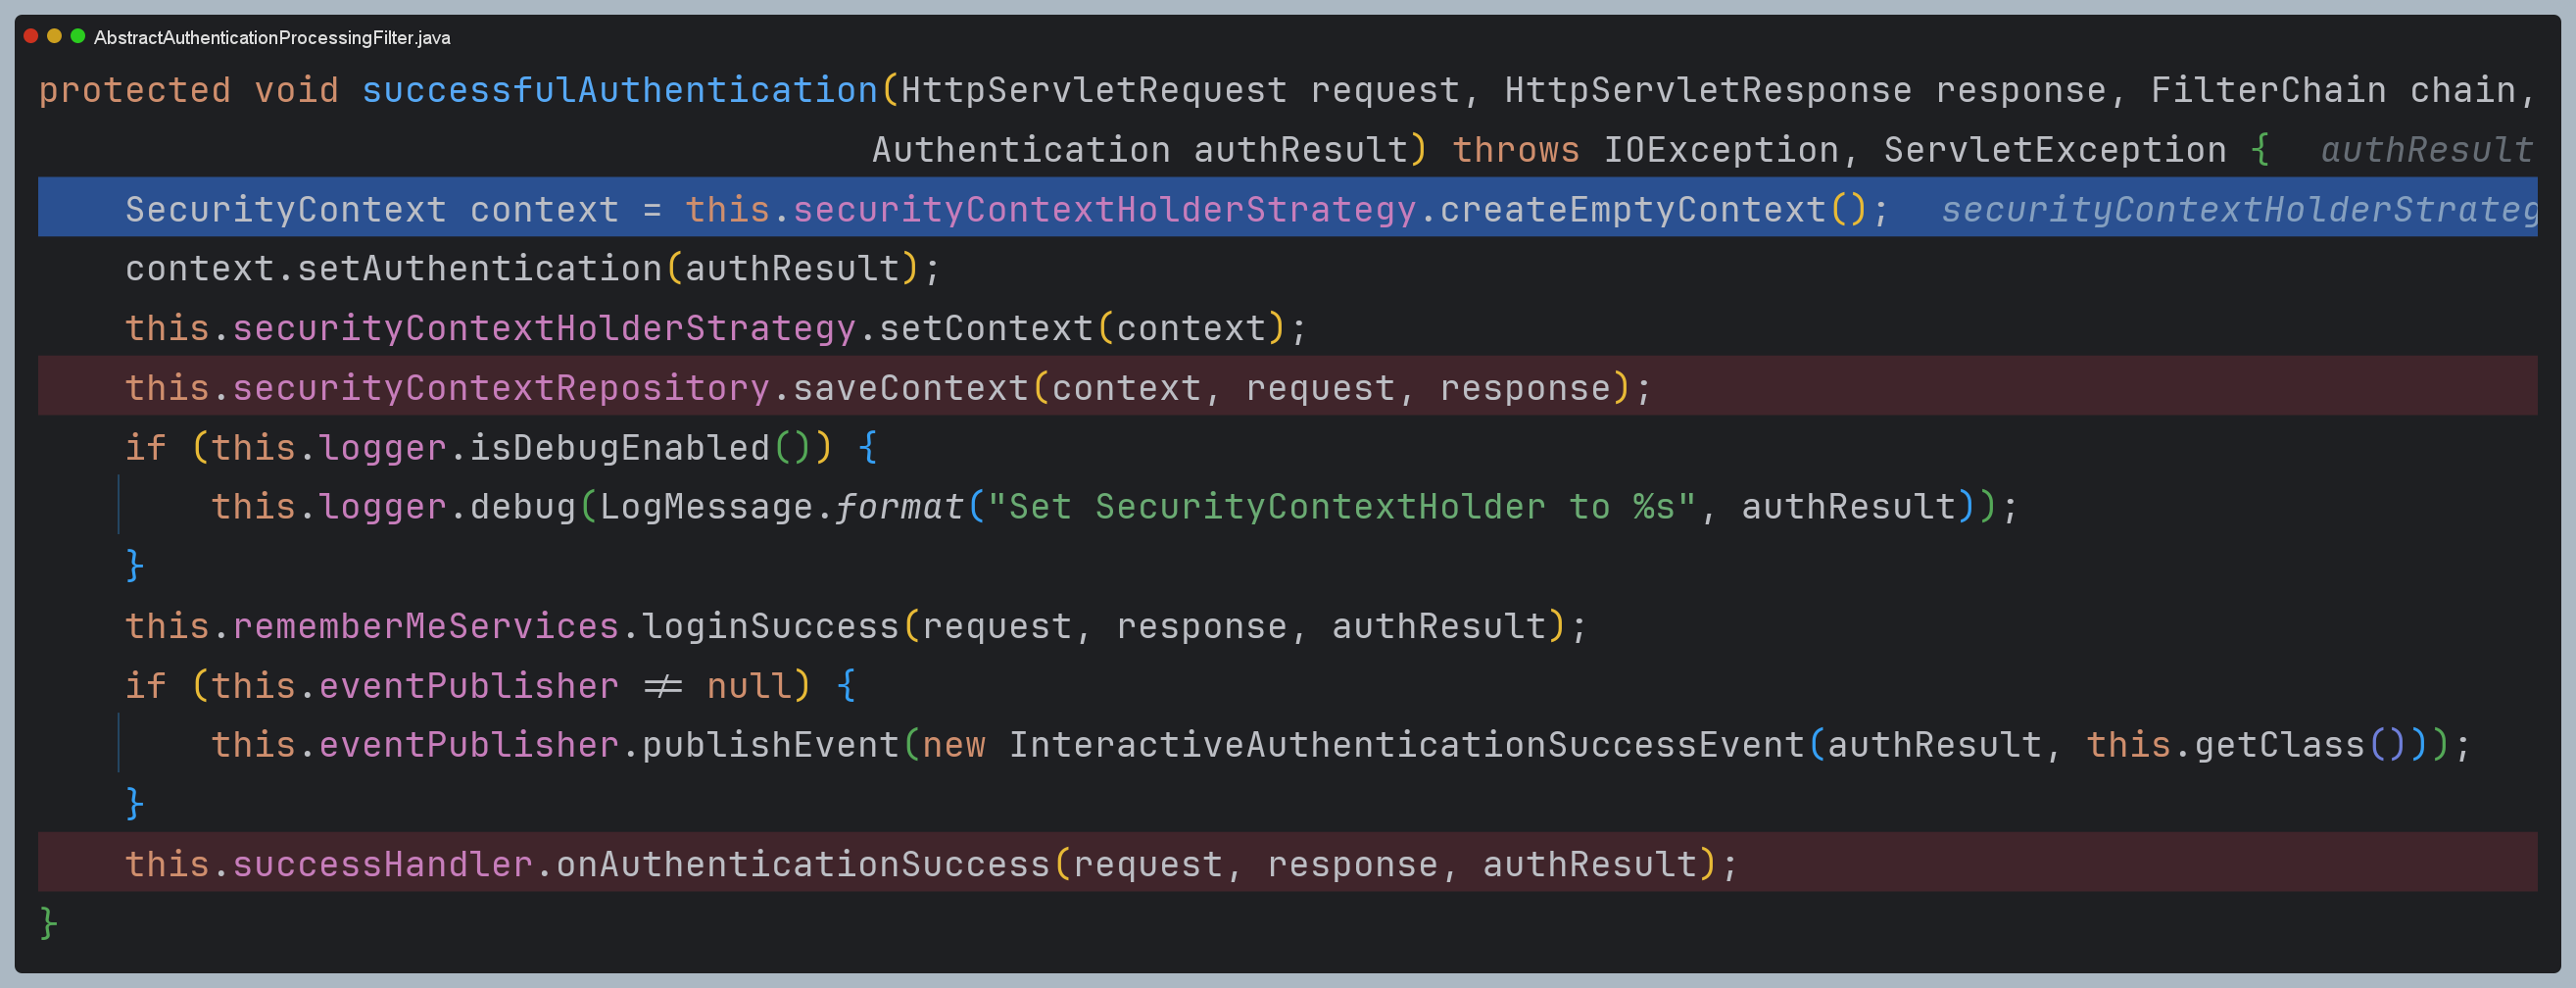 AbstractAuthenticationProcessingFilter.java
protected void successfulAuthentication(HttpServletRequest request, HttpServletResponse response, FilterChain chain,
Authentication authResult) throws IOException, ServletException { authResult
SecurityContext context = this.securityContextHolderStrategy.createEmptyContext(); securityContextHolderStrateg
context.setAuthentication(authResult);
this.securityContextHolderStrategy.setContext(context);
this.securityContextRepository.saveContext(context, request, response);
if (this.logger.isDebugEnabled()) {
this.logger.debug(LogMessage.format("Set SecurityContextHolder to %s", authResult));
}
this.rememberMeServices.loginSuccess(request, response, authResult);
if (this.eventPublisher ≠ null) {
this.eventPublisher.publishEvent(new InteractiveAuthenticationSuccessEvent(authResult, this.getClass()));
}
this.successHandler.onAuthenticationSuccess(request, response, authResult);
}